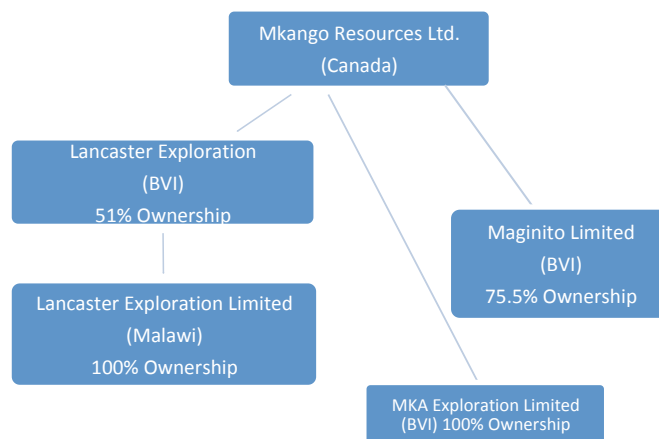 Mkango Resources Ltd.
(Canada)
Lancaster Exploration
(BVI)
51% Ownership
Maginito Limited
(BVI)
75.5% Ownership
Lancaster Exploration Limited
(Malawi)
100% Ownership
MKA Exploration Limited
(BVI) 100% Ownership